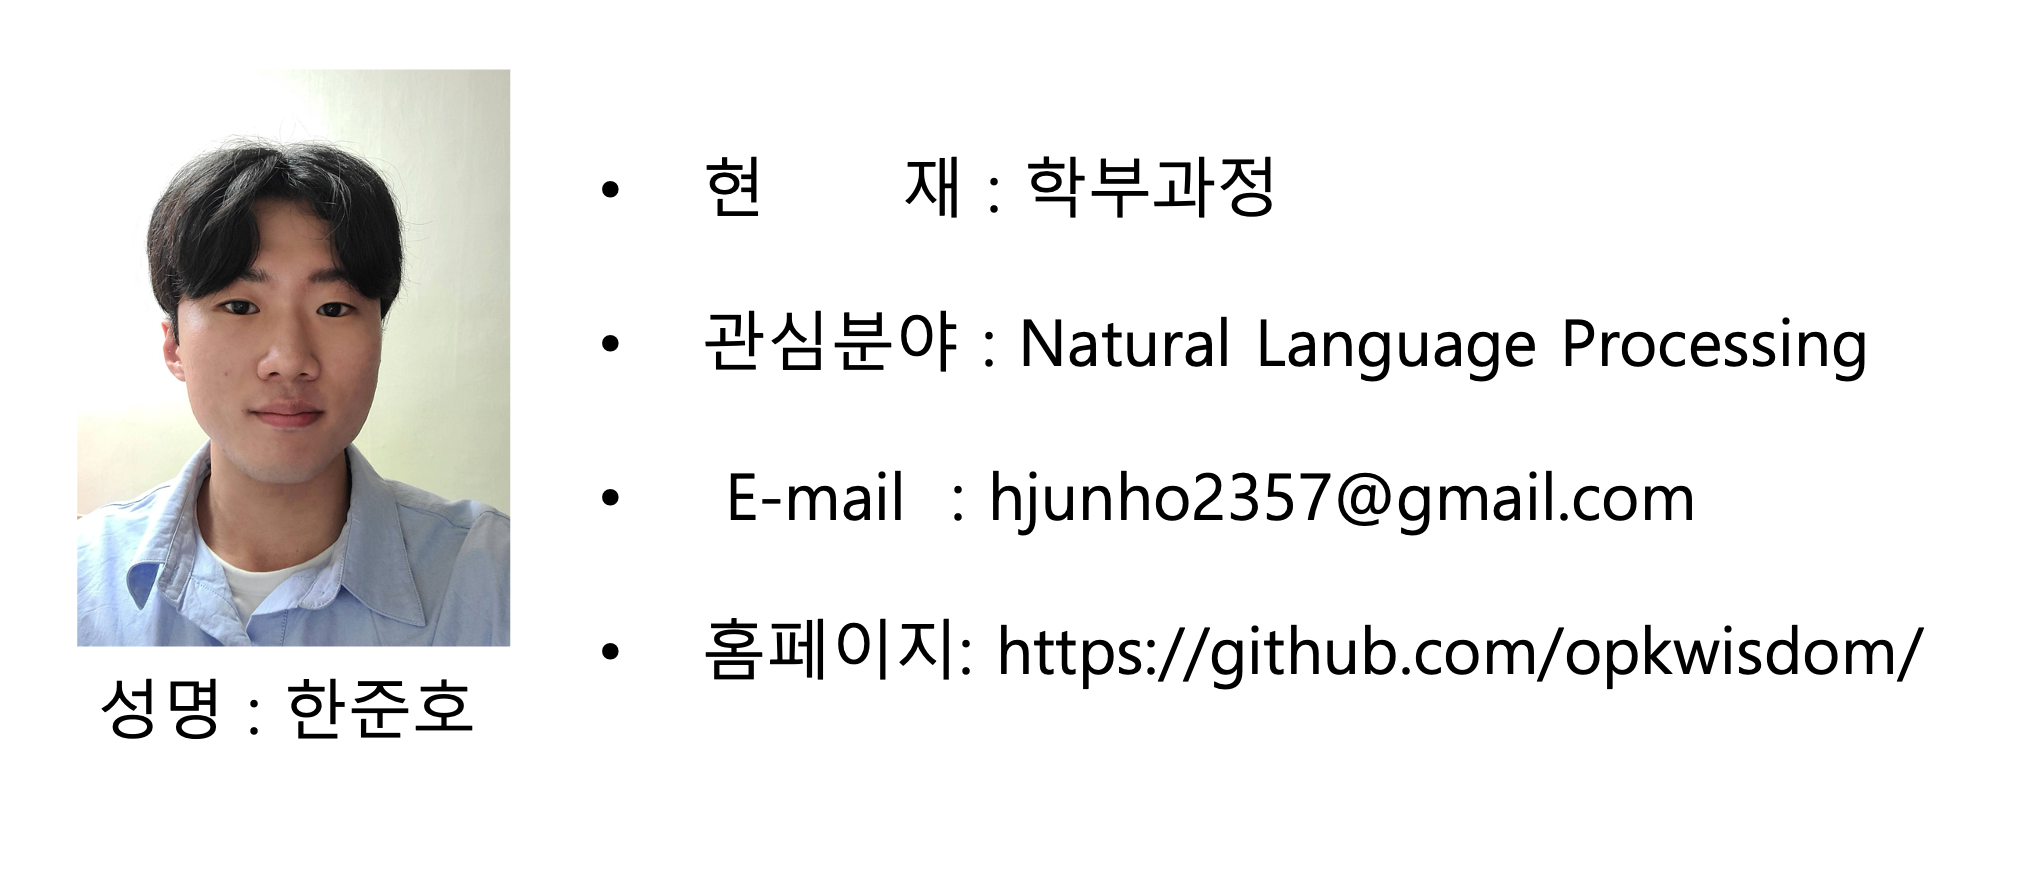 • 현 재 : 학부과정
• 관심분야 : Natural Language Processing
• E-mail : hjunho2357@gmail.com
• 홈페이지: https://github.com/opkwisdom/
성명 : 한준호